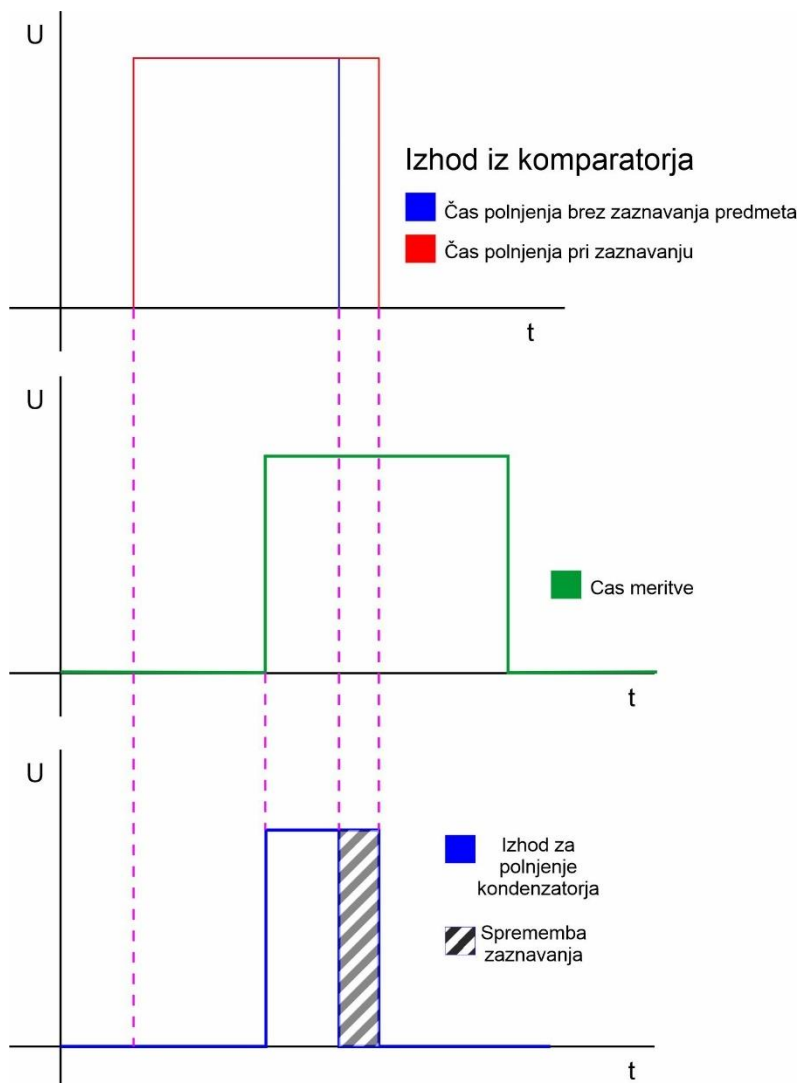 U
Izhod iz komparatorja
Čas polnjenja brez zaznavanja predmeta
Čas polnjenja pri zaznavanju
t
U
Cas meritve
t
U
Izhod za
polnjenje
kondenzatorja
Sprememba
zaznavanja
t